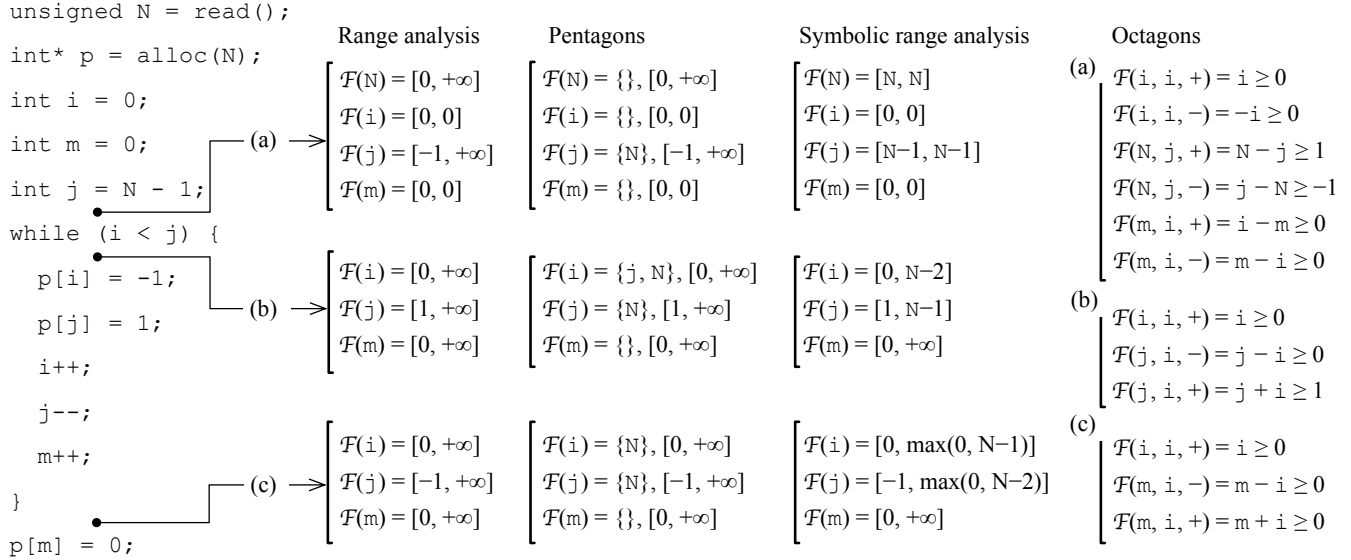 unsigned N = read();
int* p = alloc(N);
int i = 0;
int m = 0;
int j = N - 1;
while (i < j) {
p[i] = -1;
p[j] = 1;
i++;
j--;
m++;
}
p[m] = 0;
(a)
(b)
(c)
Range analysis
F(N) = [0, +∞]
F(i) = [0, 0]
F(j) = [−1, +∞]
F(m) = [0, 0]
F(i) = [0, +∞]
F(j) = [1, +∞]
F(m) = [0, +∞]
F(i) = [0, +∞]
F(j) = [−1, +∞]
F(m) = [0, +∞]
Pentagons
F(N) = {}, [0, +∞]
F(i) = {}, [0, 0]
F(j) = {N}, [−1, +∞]
F(m) = {}, [0, 0]
F(i) = {j, N}, [0, +∞]
F(j) = {N}, [1, +∞]
F(m) = {}, [0, +∞]
F(i) = {N}, [0, +∞]
F(j) = {N}, [−1, +∞]
F(m) = {}, [0, +∞]
Symbolic range analysis
F(N) = [N, N]
F(i) = [0, 0]
F(j) = [N−1, N−1]
F(m) = [0, 0]
F(i) = [0, N−2]
F(j) = [1, N−1]
F(m) = [0, +∞]
F(i) = [0, max(0, N−1)]
F(j) = [−1, max(0, N−2)]
F(m) = [0, +∞]
Octagons
(a)
F(i, i, +) = i ≥ 0
F(i, i, −) = −i ≥ 0
F(N, j, +) = N − j ≥ 1
F(N, j, −) = j − N ≥ −1
F(m, i, +) = i − m ≥ 0
F(m, i, −) = m − i ≥ 0
(b)
F(i, i, +) = i ≥ 0
F(j, i, −) = j − i ≥ 0
F(j, i, +) = j + i ≥ 1
(c)
F(i, i, +) = i ≥ 0
F(m, i, −) = m − i ≥ 0
F(m, i, +) = m + i ≥ 0